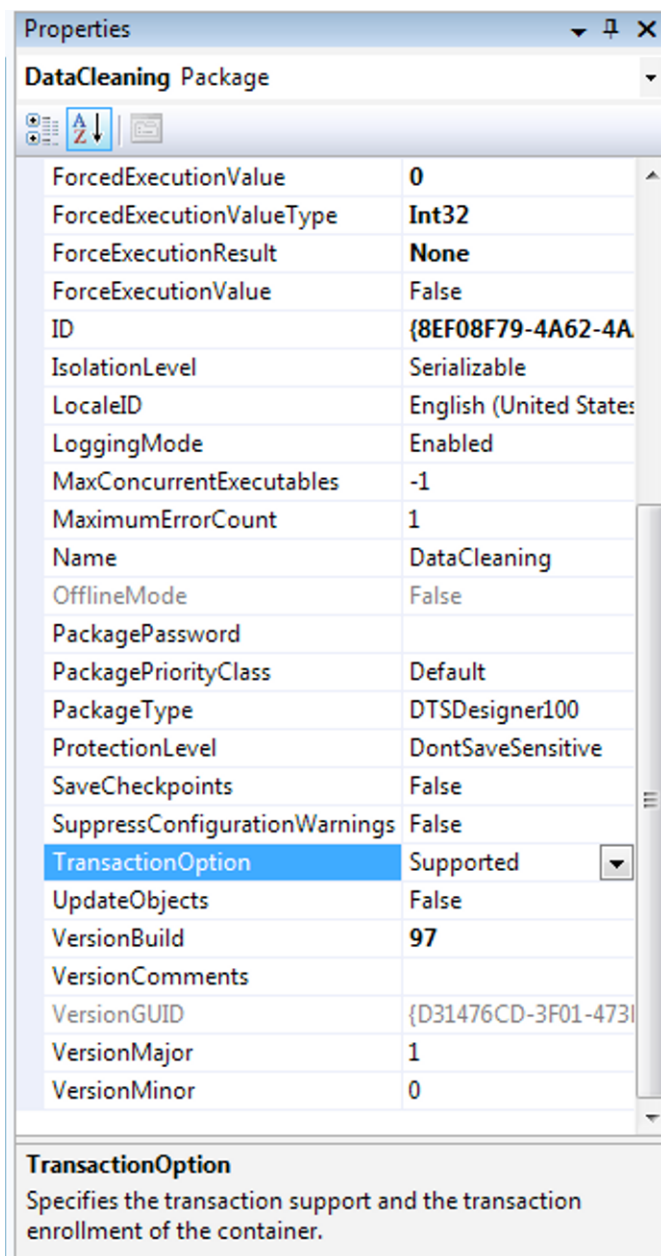 Properties
DataCleaning Package
ForcedExecutionValue 0
ForcedExecutionValueType Int32
ForceExecutionResult None
ForceExecutionValue False
ID {8EF08F79-4A62-4A
IsolationLevel Serializable
LocaleID English (United States
LoggingMode Enabled
MaxConcurrentExecutables -1
MaximumErrorCount 1
Name DataCleaning
OfflineMode False
PackagePassword
PackagePriorityClass Default
PackageType DTSDesigner100
ProtectionLevel DontSaveSensitive
SaveCheckpoints False
SuppressConfigurationWarnings False
TransactionOption Supported
UpdateObjects False
VersionBuild 97
VersionComments
VersionGUID {D31476CD-3F01-473
VersionMajor 1
VersionMinor 0
TransactionOption
Specifies the transaction support and the transaction
enrollment of the container.